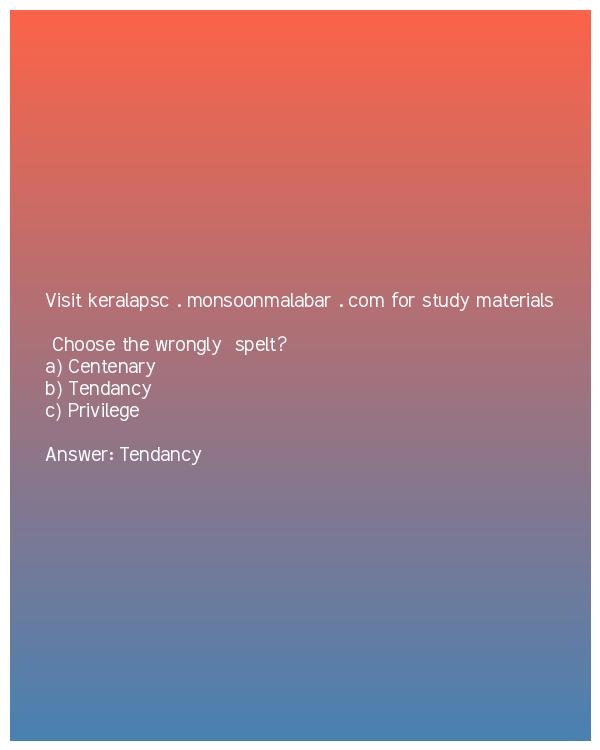 Visit keralapsc . monsoonmalabar . com for study materials
Choose the wrongly spelt?
a) Centenary
b) Tendancy
c) Privilege
Answer: Tendancy